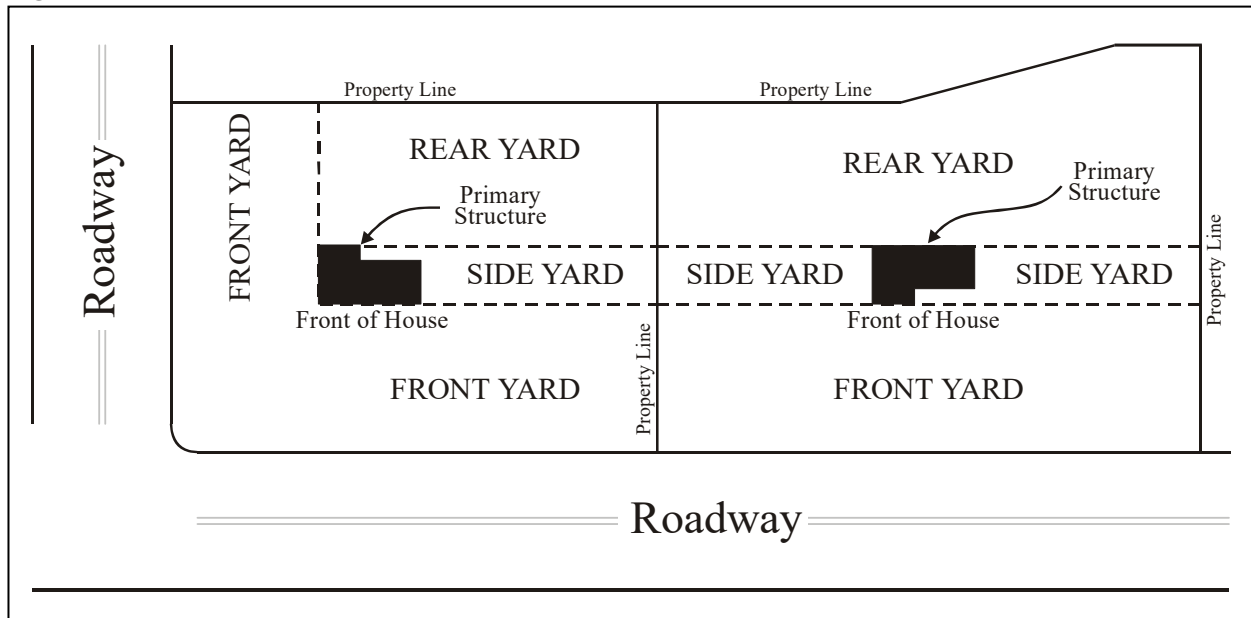 Property Line
Property Line
REAR YARD
REAR YARD
Primary
Structure
Primary
Structure
FRONT YARD
Roadway
SIDE YARD
SIDE YARD
SIDE YARD
Property Line
Front of House
Front of House
Property Line
FRONT YARD
FRONT YARD
Roadway